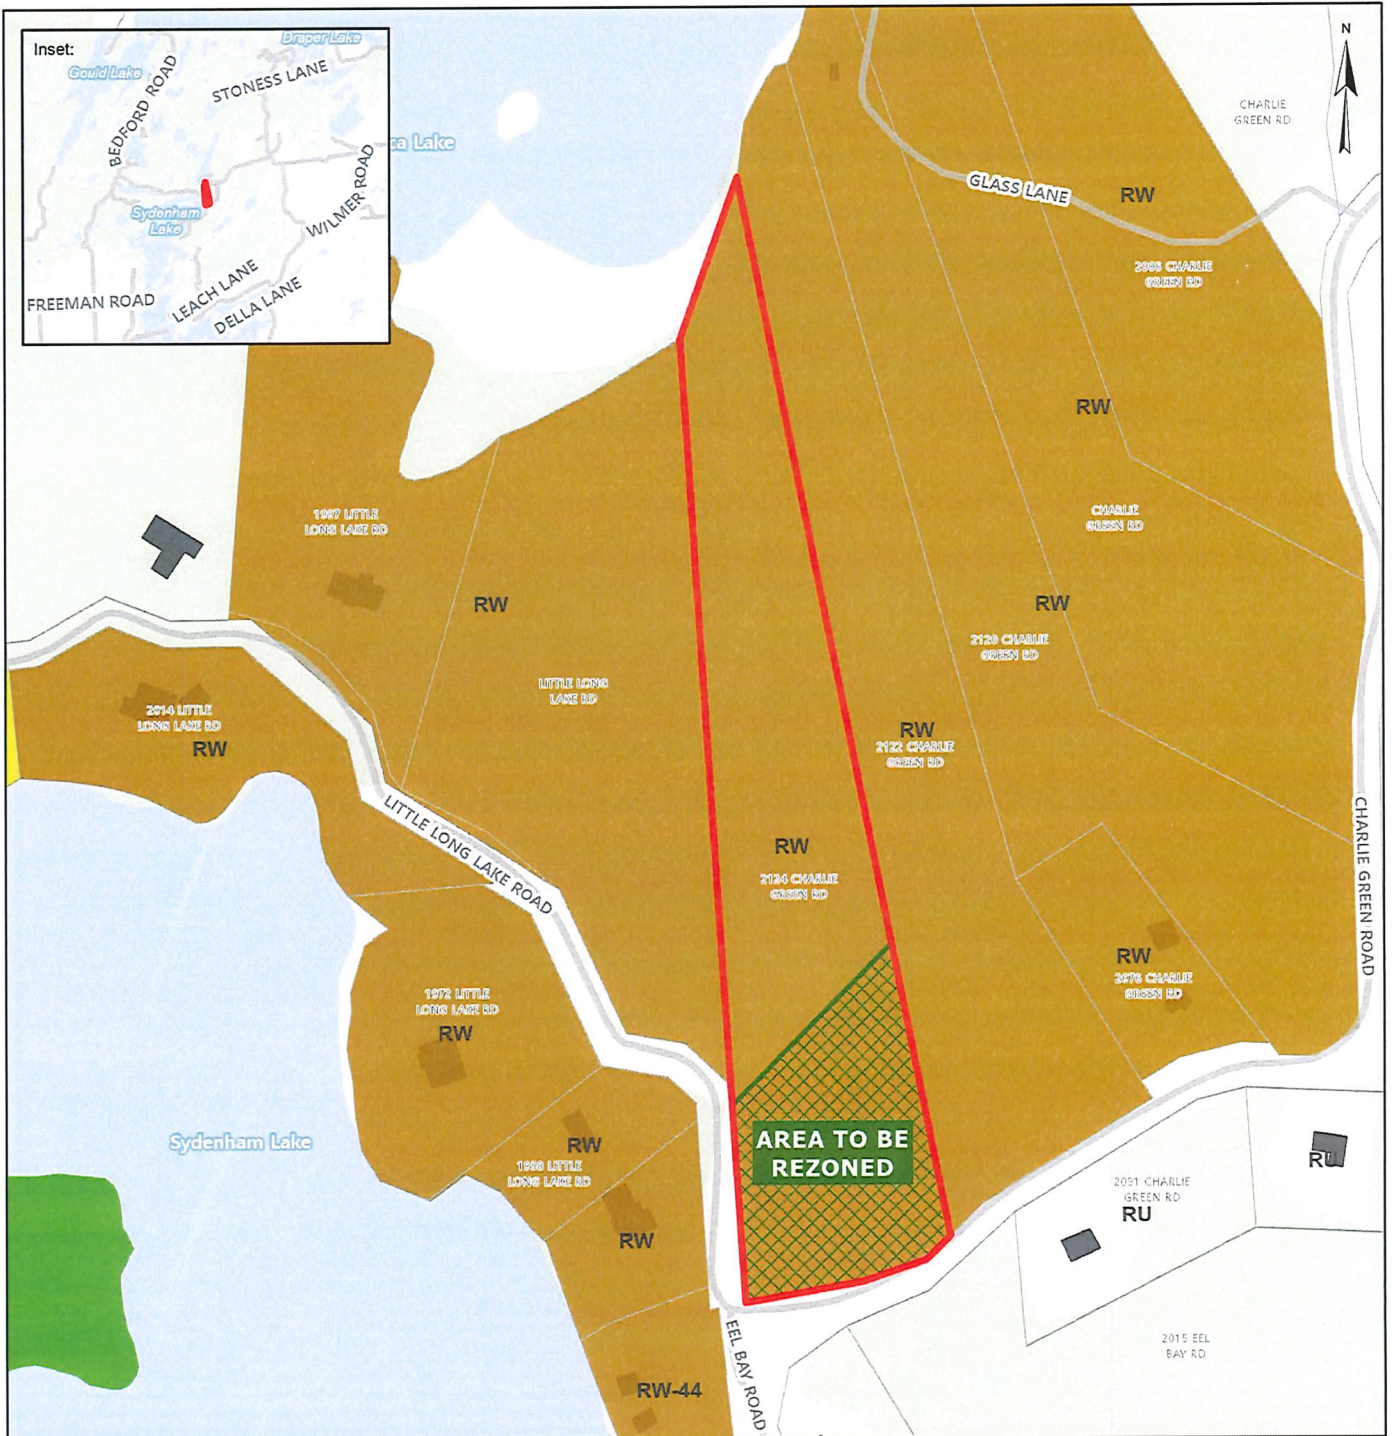 Inset:
Draper Lake
Gould Lake
BEDFORD ROAD
STONESS LANE
WILMER ROAD
Sydenham
Lake
LEACH LANE
FREEMAN ROAD
DELLA LANE
N
ca Lake
CHARLIE
GREEN RD
GLASS LANE
RW
2096 CHARLIE
GREEN RD
RW
CHARLIE
GREEN RD
1997 LITTLE
LONG LAKE RD
RW
RW
2120 CHARLIE
GREEN RD
LITTLE LONG
LAKE RD
2014 LITTLE
LONG LAKE RD
RW
RW
2122 CHARLIE
GREEN RD
LITTLE LONG LAKE ROAD
CHARLIE GREEN ROAD
RW
2124 CHARLIE
GREEN RD
RW
2076 CHARLIE
GREEN RD
1972 LITTLE
LONG LAKE RD
RW
AREA TO BE
REZONED
Sydenham Lake
RW
LITTLE
LONG LAKE RD
RU
2091 CHARLIE
GREEN RD
RU
RW
EEL BAY ROAD
2015 EEL
BAY RD
RW-44